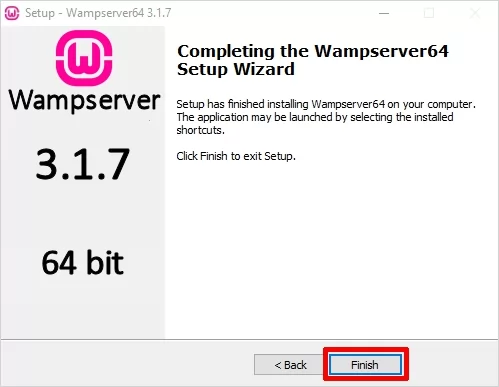 Setup - Wampserver64 3.1.7
Wampserver
3.1.7
64 bit
Completing the Wampserver64
Setup Wizard
Setup has finished installing Wampserver64 on your computer.
The application may be launched by selecting the installed
shortcuts.
Click Finish to exit Setup.
< Back
Finish